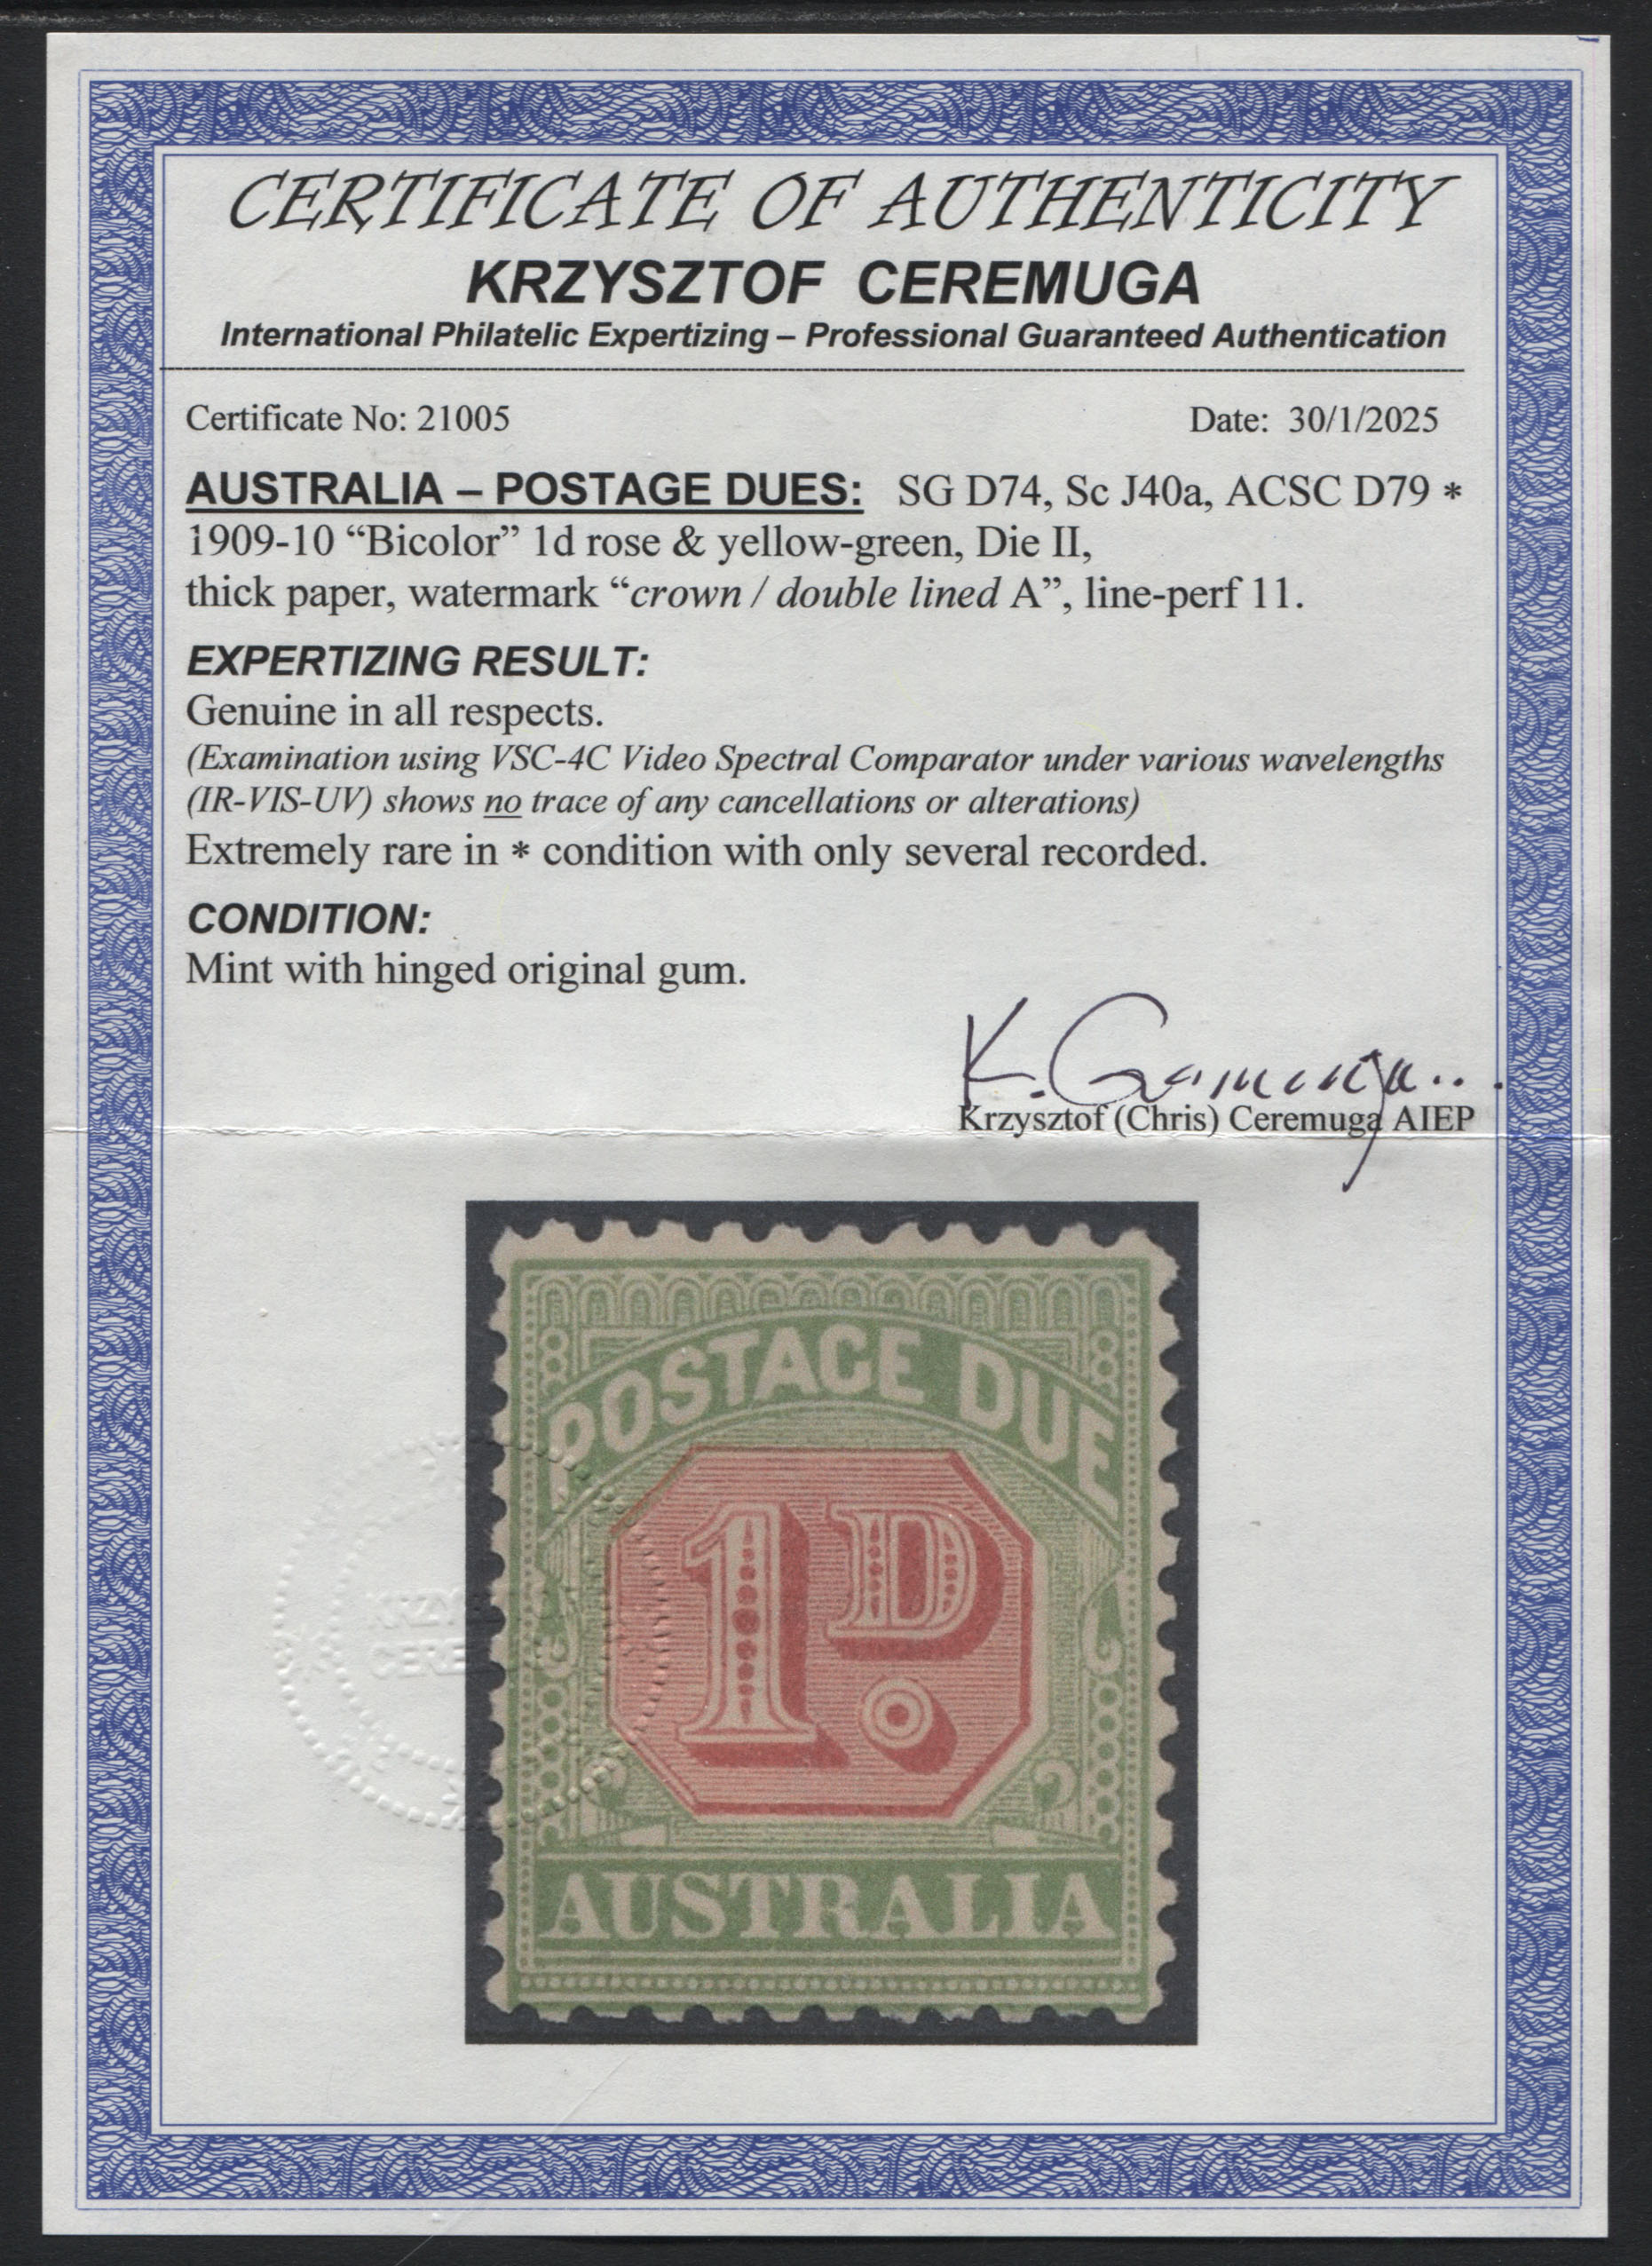 CERTIFICATE OF AUTHENTICITY
KRZYSZTOF CEREMUGA
International Philatelic Expertizing – Professional Guaranteed Authentication
Certificate No: 21005 Date: 30/1/2025
AUSTRALIA – POSTAGE DUES: SG D74, Sc J40a, ACSC D79 *
1909-10 “Bicolor” 1d rose & yellow-green, Die II,
thick paper, watermark “crown / double lined A”, line-perf 11.
EXPERTIZING RESULT:
Genuine in all respects.
(Examination using VSC-4C Video Spectral Comparator under various wavelengths
(IR-VIS-UV) shows no trace of any cancellations or alterations)
Extremely rare in * condition with only several recorded.
CONDITION:
Mint with hinged original gum.
K. Ceremuga
Krzysztof (Chris) Ceremuga AIEP
POSTAGE DUE
1D.
AUSTRALIA
KRZY
CERE